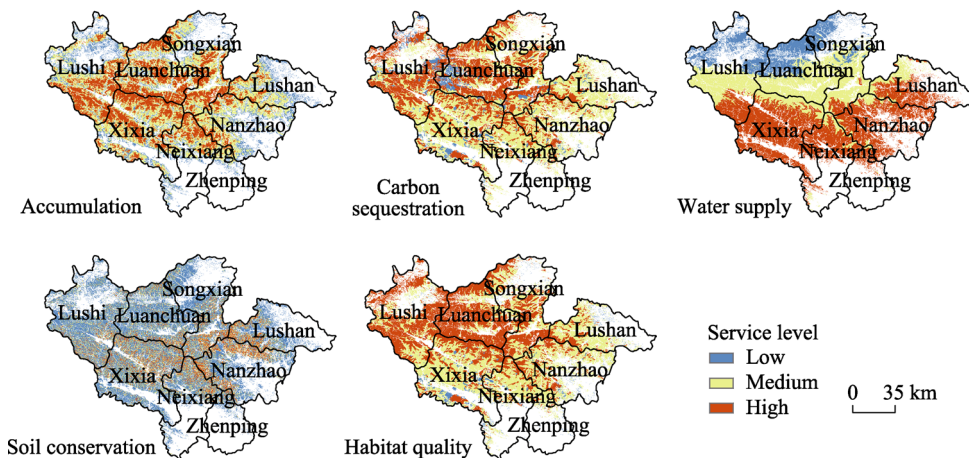 Songxian
Lushi
Luanchuan
Lushan
Xixia
Nanzhao
Neixiang
Zhenping
Accumulation
Songxian
Lushi
Luanchuan
Lushan
Xixia
Nanzhao
Neixiang
Zhenping
Carbon
sequestration
Songxian
Lushi
Luanchuan
Lushan
Xixia
Nanzhao
Neixiang
Zhenping
Water supply
Songxian
Lushi
Luanchuan
Lushan
Xixia
Nanzhao
Neixiang
Zhenping
Soil conservation
Songxian
Lushi
Luanchuan
Lushan
Xixia
Nanzhao
Neixiang
Zhenping
Habitat quality
Service level
Low
Medium
High
0 35 km